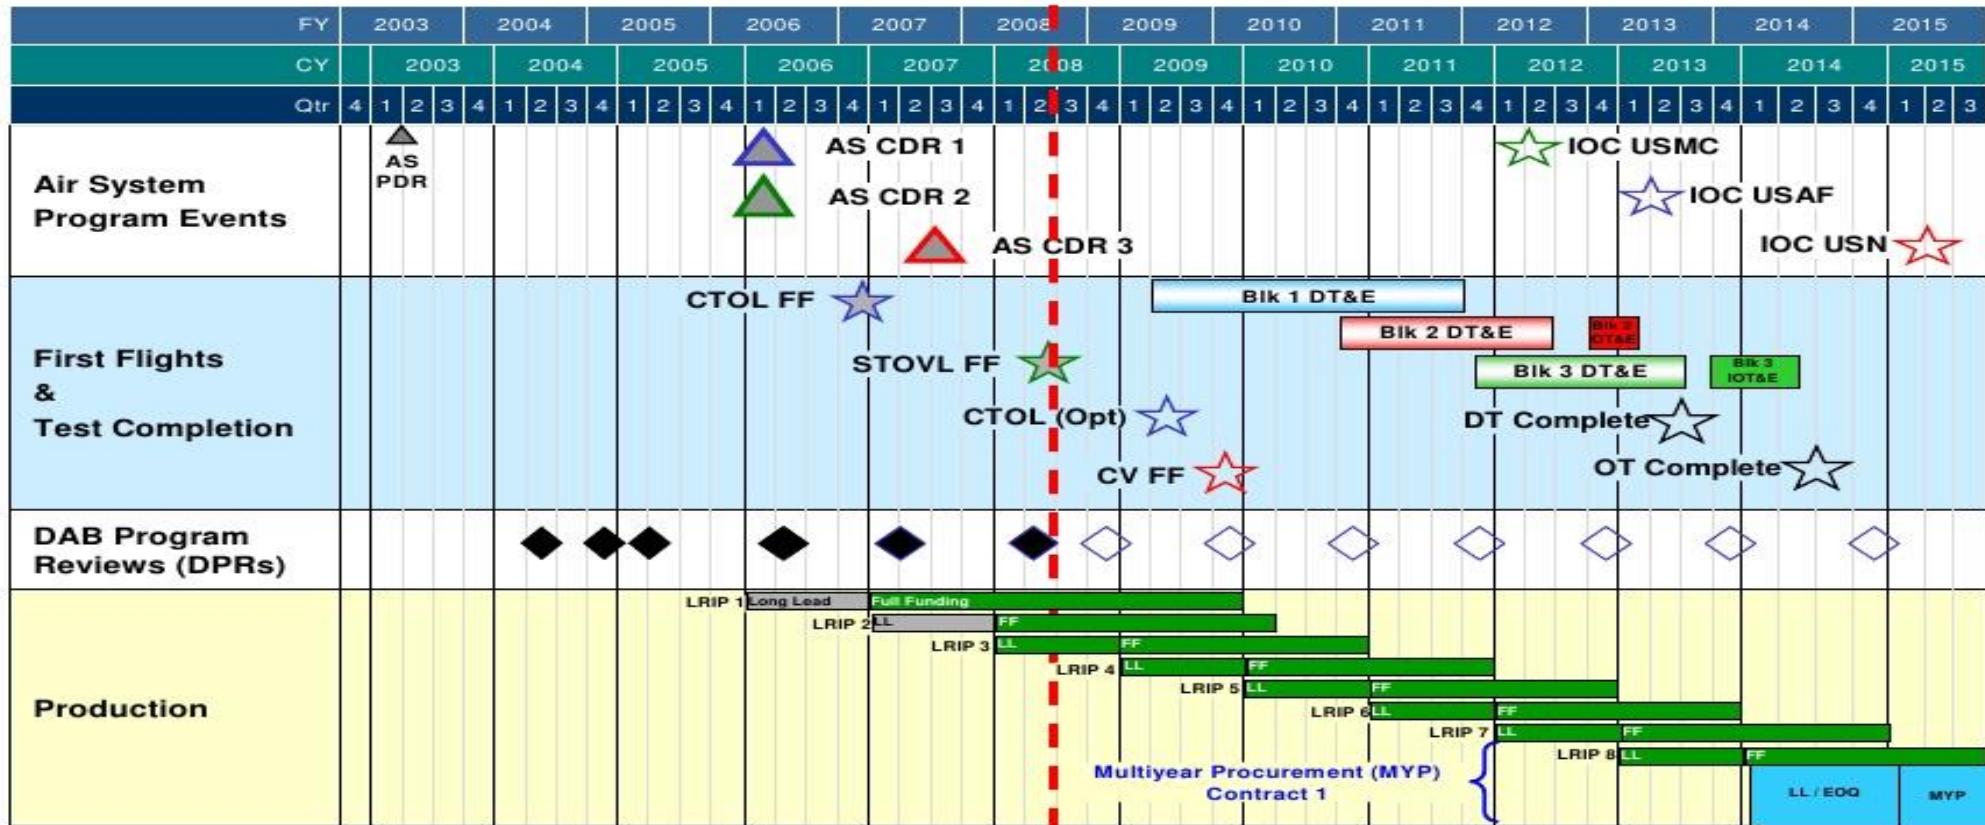 FY 2003 2004 2005 2006 2007 2008 2009 2010 2011 2012 2013 2014 2015
CY 2003 2004 2005 2006 2007 2008 2009 2010 2011 2012 2013 2014 2015
Qtr 4 1 2 3 4 1 2 3 4 1 2 3 4 1 2 3 4 1 2 3 4 1 2 3 4 1 2 3 4 1 2 3 4 1 2 3 4 1 2 3 4 1 2 3 4 1 2 3 4 1 2 3
Air System
Program Events
AS
PDR
AS CDR 1
AS CDR 2
AS CDR 3
IOC USMC
IOC USAF
IOC USN
First Flights
&
Test Completion
CTOL FF
STOVL FF
CTOL (Opt)
CV FF
Blk 1 DT&E
Blk 2 DT&E
Blk 2
OT&E
Blk 3 DT&E
Blk 3
IOT&E
DT Complete
OT Complete
DAB Program
Reviews (DPRs)
Production
LRIP 1 Long Lead Full Funding
LRIP 2 LL FF
LRIP 3 LL FF
LRIP 4 LL FF
LRIP 5 LL FF
LRIP 6 LL FF
LRIP 7 LL FF
LRIP 8 LL FF
Multiyear Procurement (MYP)
Contract 1
LL / EOQ MYP